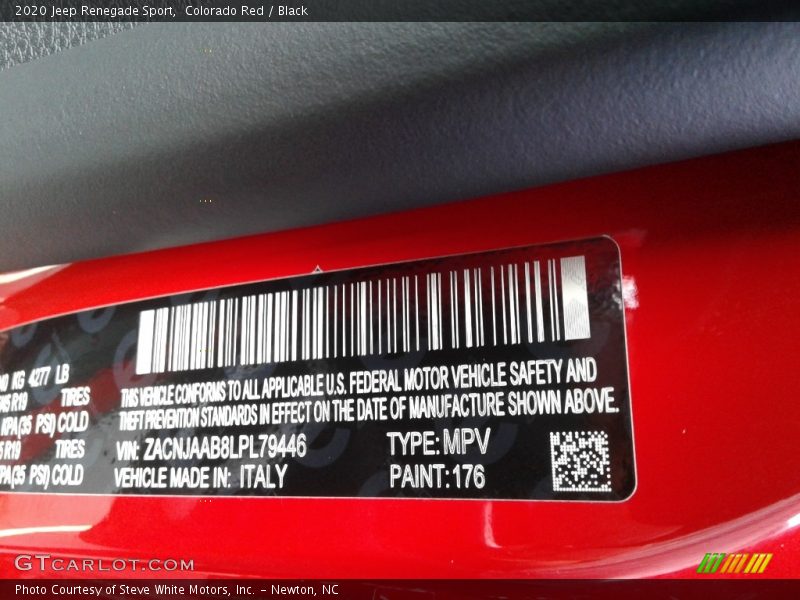 2020 Jeep Renegade Sport, Colorado Red / Black
KG 4277 LB
R19 TIRES
KPA(35 PSI) COLD
R19 TIRES
KPA(35 PSI) COLD
THIS VEHICLE CONFORMS TO ALL APPLICABLE U.S. FEDERAL MOTOR VEHICLE SAFETY AND
THEFT PREVENTION STANDARDS IN EFFECT ON THE DATE OF MANUFACTURE SHOWN ABOVE.
VIN: ZACNJAAB8LPL79446 TYPE: MPV
VEHICLE MADE IN: ITALY PAINT: 176
GTCARLOT.COM
Photo Courtesy of Steve White Motors, Inc. – Newton, NC